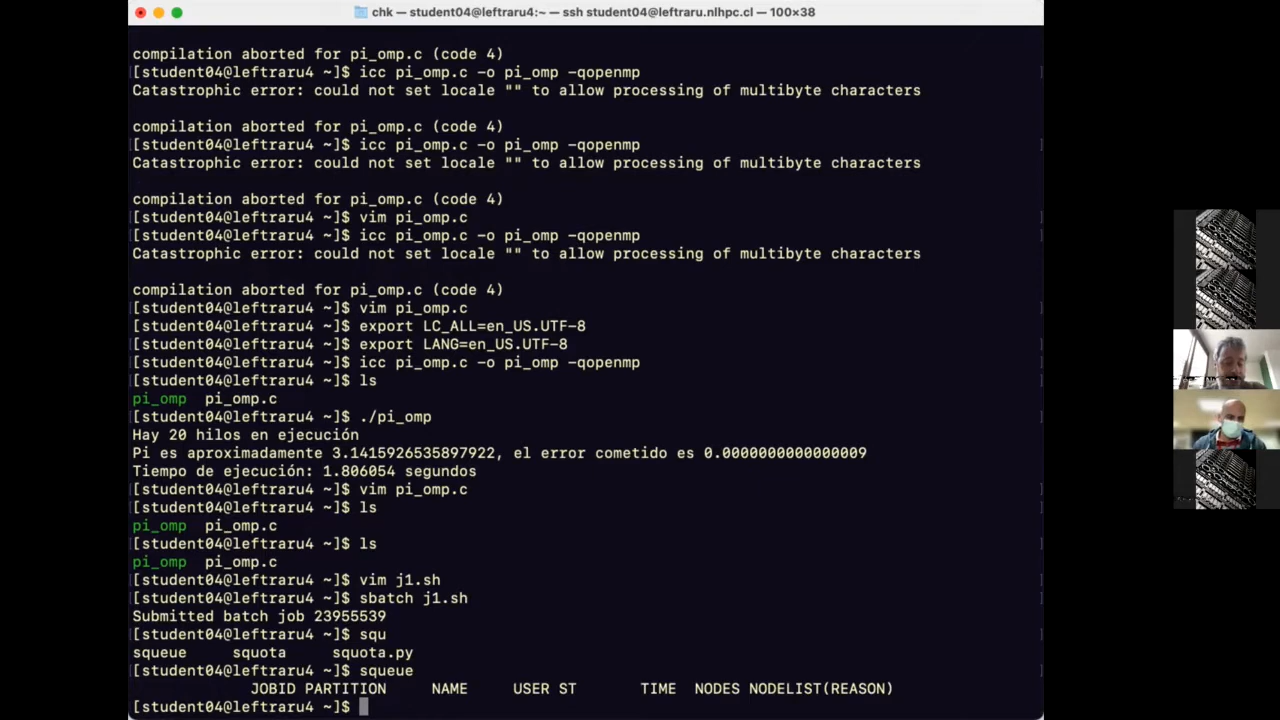 chk — student04@leftraru4:~ — ssh student04@leftraru.nlhpc.cl — 100×38
compilation aborted for pi_omp.c (code 4)
[student04@leftraru4 ~]$ icc pi_omp.c -o pi_omp -qopenmp
Catastrophic error: could not set locale "" to allow processing of multibyte characters
compilation aborted for pi_omp.c (code 4)
[student04@leftraru4 ~]$ icc pi_omp.c -o pi_omp -qopenmp
Catastrophic error: could not set locale "" to allow processing of multibyte characters
compilation aborted for pi_omp.c (code 4)
[student04@leftraru4 ~]$ vim pi_omp.c
[student04@leftraru4 ~]$ icc pi_omp.c -o pi_omp -qopenmp
Catastrophic error: could not set locale "" to allow processing of multibyte characters
compilation aborted for pi_omp.c (code 4)
[student04@leftraru4 ~]$ vim pi_omp.c
[student04@leftraru4 ~]$ export LC_ALL=en_US.UTF-8
[student04@leftraru4 ~]$ export LANG=en_US.UTF-8
[student04@leftraru4 ~]$ icc pi_omp.c -o pi_omp -qopenmp
[student04@leftraru4 ~]$ ls
pi_omp pi_omp.c
[student04@leftraru4 ~]$ ./pi_omp
Hay 20 hilos en ejecución
Pi es aproximadamente 3.1415926535897922, el error cometido es 0.0000000000000009
Tiempo de ejecución: 1.806054 segundos
[student04@leftraru4 ~]$ vim pi_omp.c
[student04@leftraru4 ~]$ ls
pi_omp pi_omp.c
[student04@leftraru4 ~]$ ls
pi_omp pi_omp.c
[student04@leftraru4 ~]$ vim j1.sh
[student04@leftraru4 ~]$ sbatch j1.sh
Submitted batch job 23955539
[student04@leftraru4 ~]$ squ
squeue squota squota.py
[student04@leftraru4 ~]$ squeue
JOBID PARTITION NAME USER ST TIME NODES NODELIST(REASON)
[student04@leftraru4 ~]$